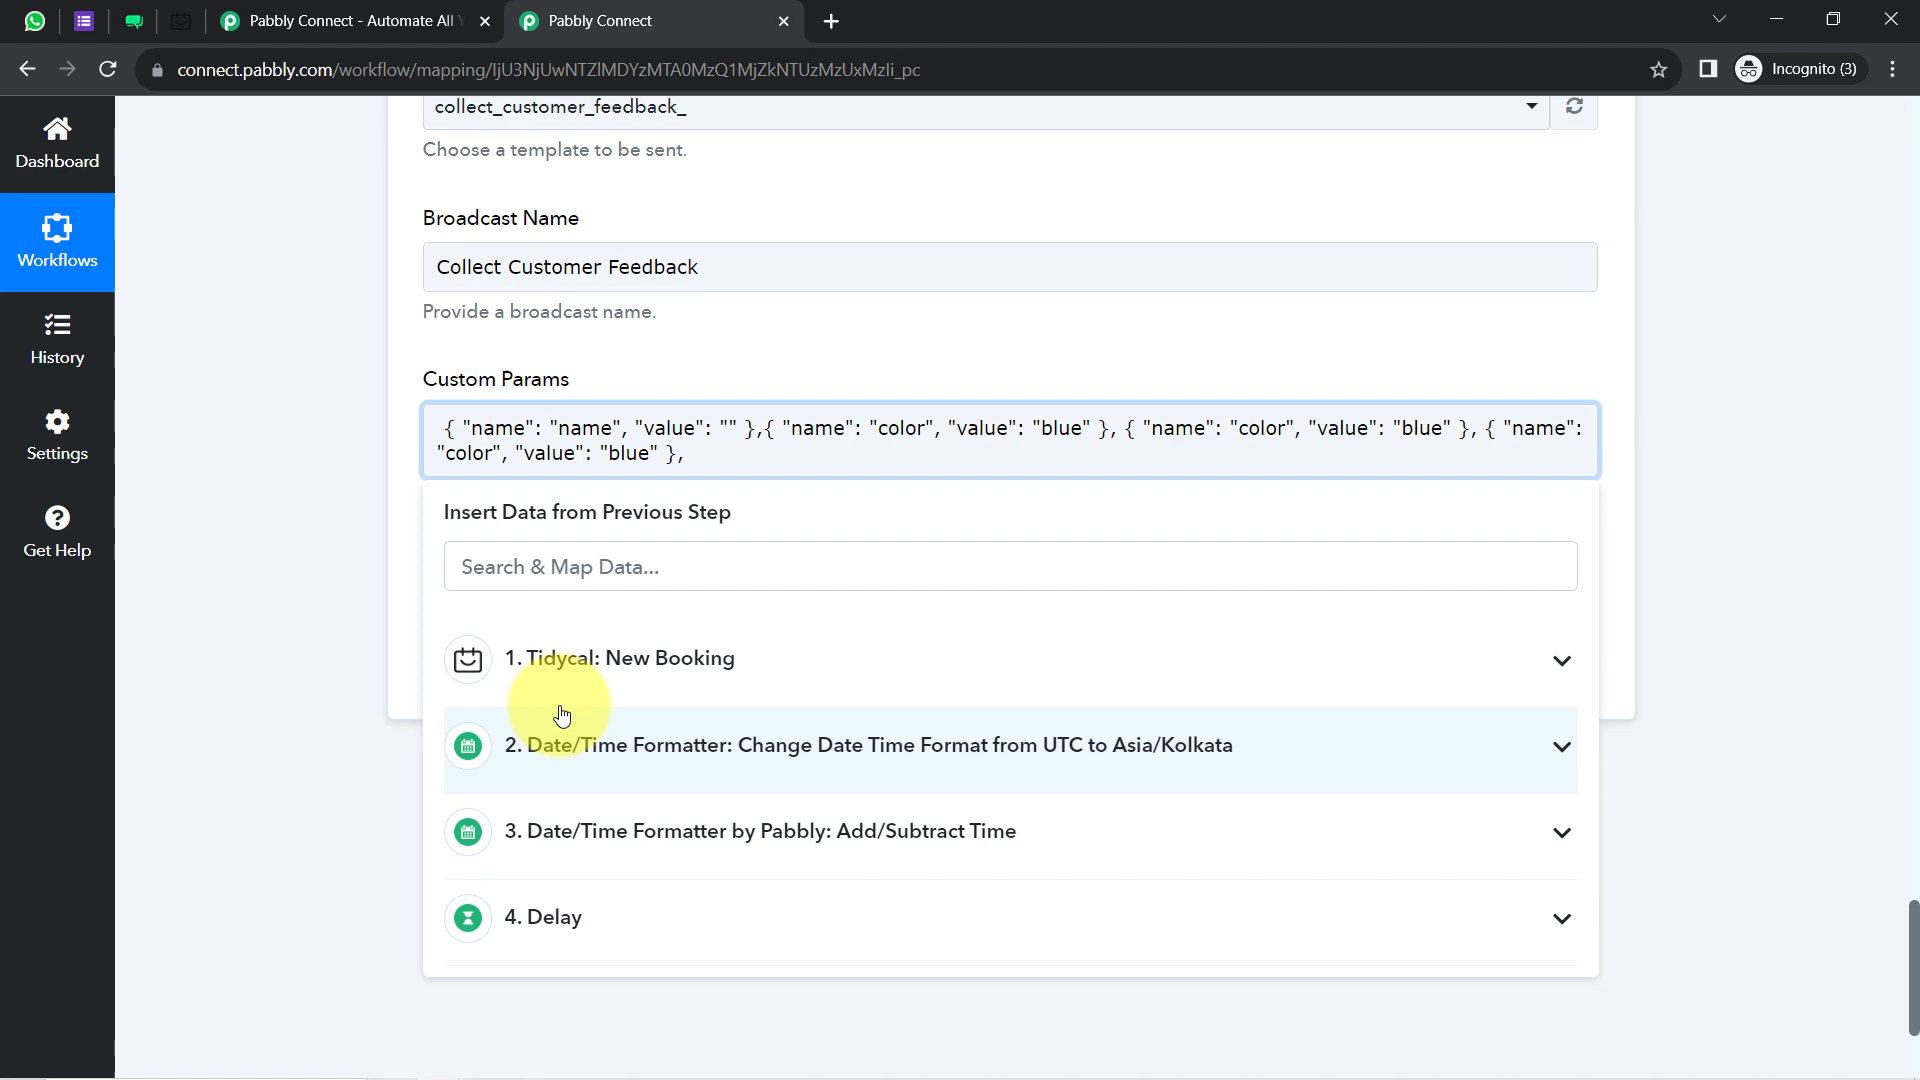 Pabbly Connect - Automate All Y
Pabbly Connect
connect.pabbly.com/workflow/mapping/IjU3NjUwNTZlMDYzMTA0MzQ1MjZkNTUzMzUxMzIi_pc
Incognito (3)
Dashboard
Workflows
History
Settings
Get Help
collect_customer_feedback_
Choose a template to be sent.
Broadcast Name
Collect Customer Feedback
Provide a broadcast name.
Custom Params
{ "name": "name", "value": "" },{ "name": "color", "value": "blue" }, { "name": "color", "value": "blue" }, { "name":
"color", "value": "blue" },
Insert Data from Previous Step
Search & Map Data...
1. Tidycal: New Booking
2. Date/Time Formatter: Change Date Time Format from UTC to Asia/Kolkata
3. Date/Time Formatter by Pabbly: Add/Subtract Time
4. Delay